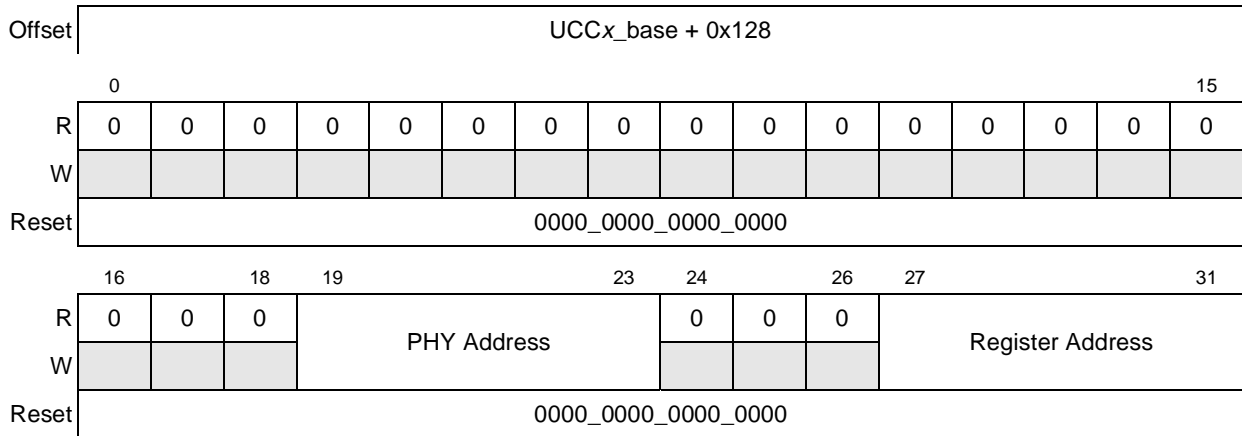 Offset UCCx_base + 0x128
0 15
R 0 0 0 0 0 0 0 0 0 0 0 0 0 0 0 0
W
Reset 0000_0000_0000_0000
16 18 19 23 24 26 27 31
R 0 0 0 PHY Address 0 0 0 Register Address
W
Reset 0000_0000_0000_0000